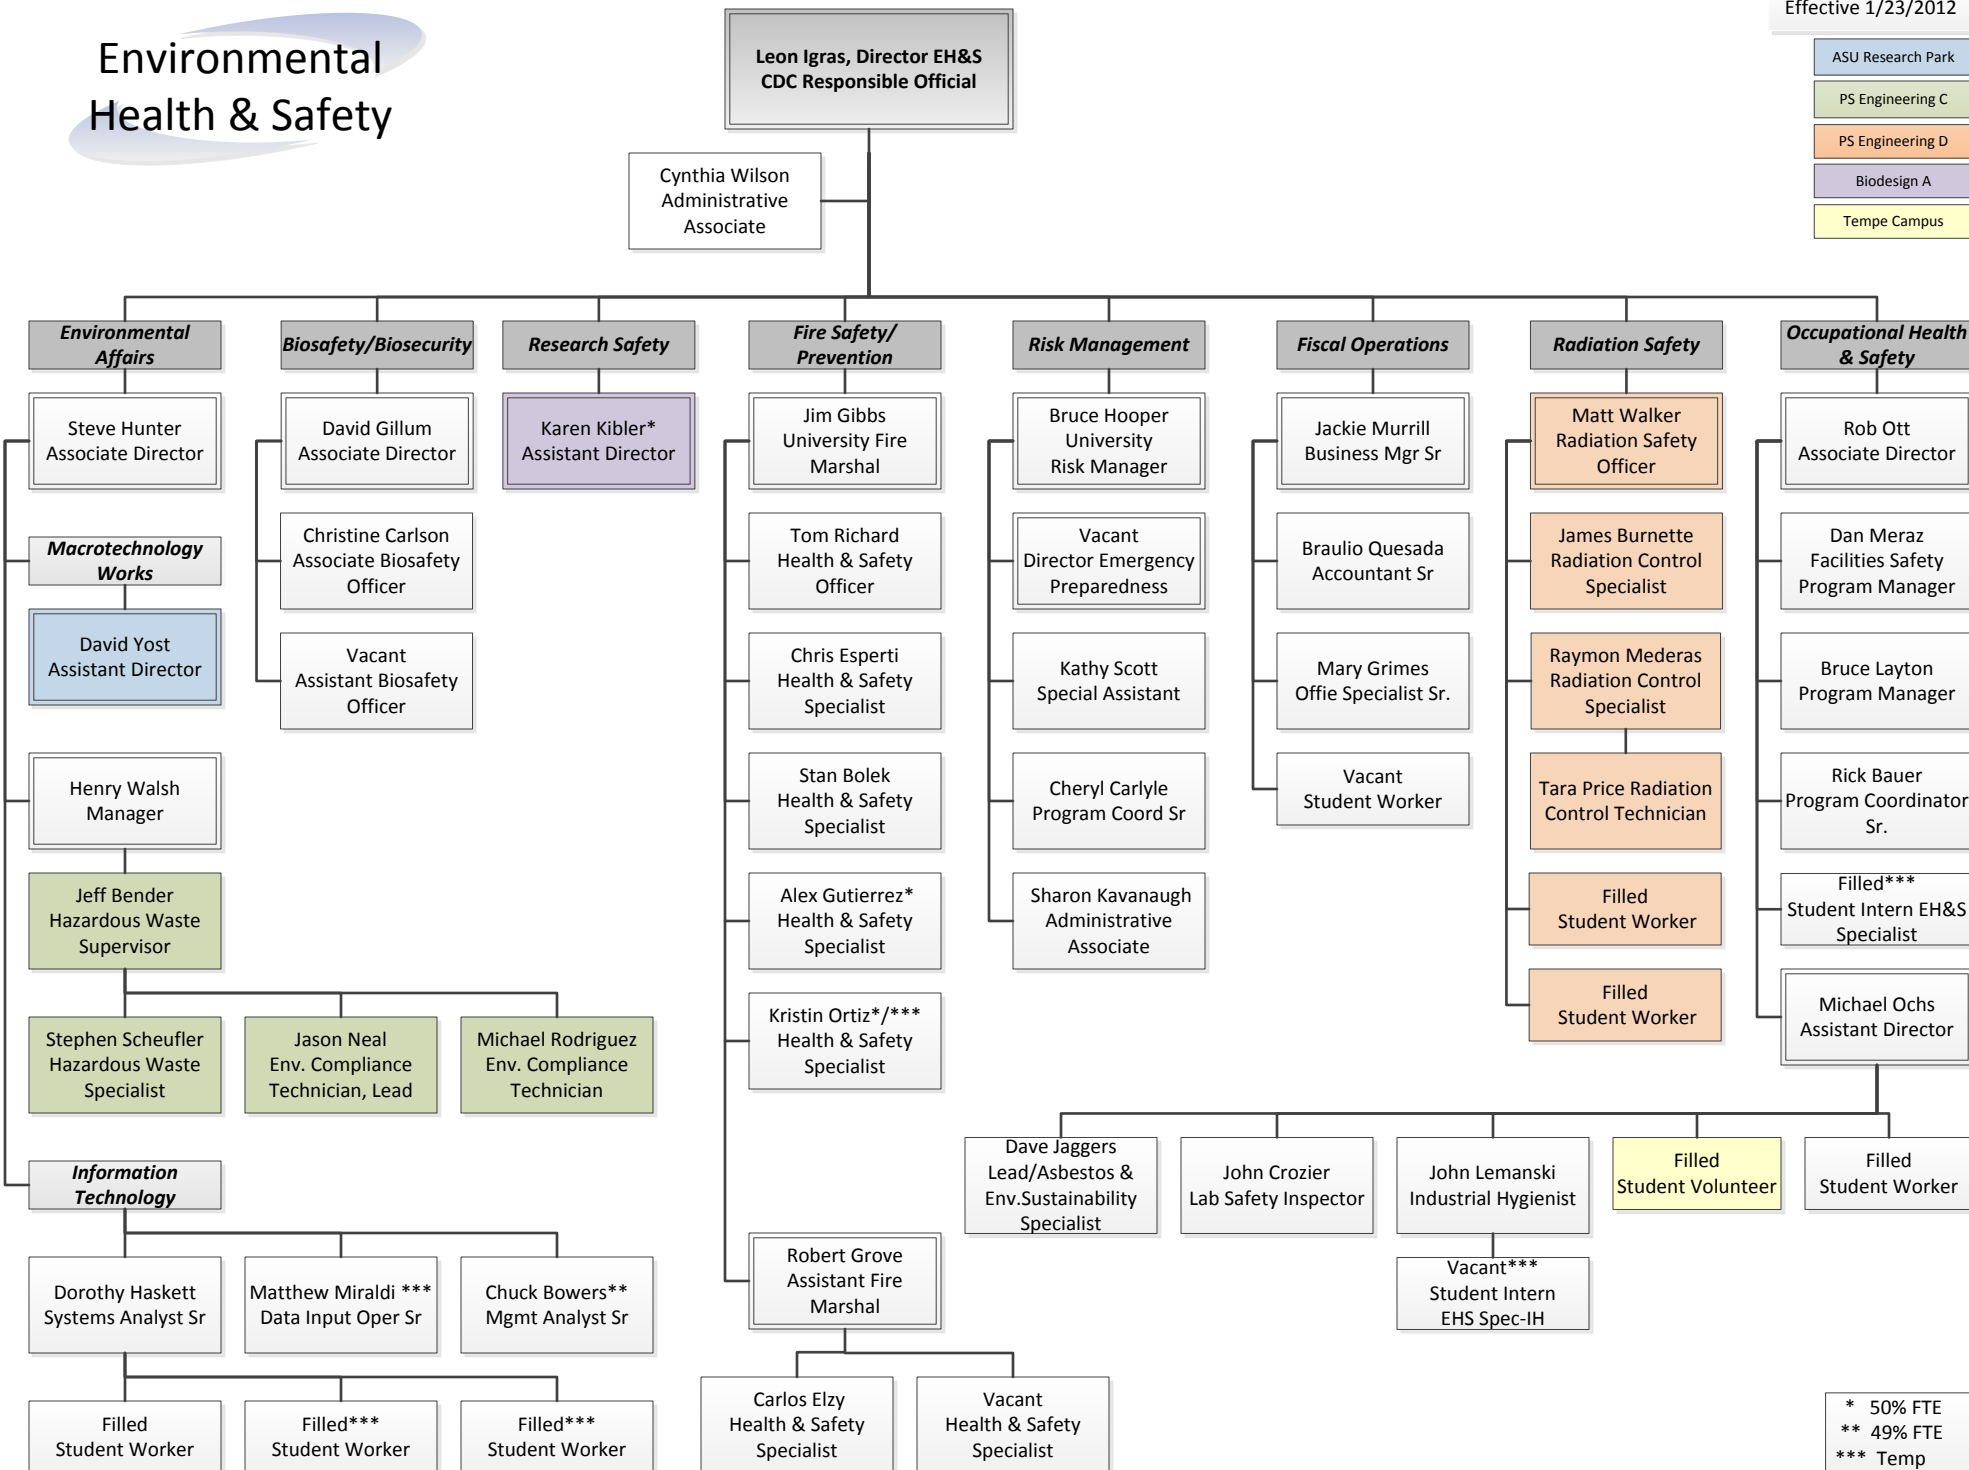 Environmental
Health & Safety
Leon Igras, Director EH&S
CDC Responsible Official
Effective 1/23/2012
ASU Research Park
PS Engineering C
PS Engineering D
Biodesign A
Tempe Campus
Cynthia Wilson
Administrative
Associate
Environmental
Affairs
Steve Hunter
Associate Director
Macrotechnology
Works
David Yost
Assistant Director
Henry Walsh
Manager
Jeff Bender
Hazardous Waste
Supervisor
Stephen Scheufler
Hazardous Waste
Specialist
Jason Neal
Env. Compliance
Technician, Lead
Michael Rodriguez
Env. Compliance
Technician
Information
Technology
Dorothy Haskett
Systems Analyst Sr
Matthew Miraldi ***
Data Input Oper Sr
Chuck Bowers**
Mgmt Analyst Sr
Filled
Student Worker
Filled***
Student Worker
Filled***
Student Worker
Biosafety/Biosecurity
David Gillum
Associate Director
Christine Carlson
Associate Biosafety
Officer
Vacant
Assistant Biosafety
Officer
Research Safety
Karen Kibler*
Assistant Director
Fire Safety/
Prevention
Jim Gibbs
University Fire
Marshal
Tom Richard
Health & Safety
Officer
Chris Esperti
Health & Safety
Specialist
Stan Bolek
Health & Safety
Specialist
Alex Gutierrez*
Health & Safety
Specialist
Kristin Ortiz*/***
Health & Safety
Specialist
Robert Grove
Assistant Fire
Marshal
Carlos Elzy
Health & Safety
Specialist
Vacant
Health & Safety
Specialist
Risk Management
Bruce Hooper
University
Risk Manager
Vacant
Director Emergency
Preparedness
Kathy Scott
Special Assistant
Cheryl Carlyle
Program Coord Sr
Sharon Kavanaugh
Administrative
Associate
Fiscal Operations
Jackie Murrill
Business Mgr Sr
Braulio Quesada
Accountant Sr
Mary Grimes
Offie Specialist Sr.
Vacant
Student Worker
Radiation Safety
Matt Walker
Radiation Safety
Officer
James Burnette
Radiation Control
Specialist
Raymon Mederas
Radiation Control
Specialist
Tara Price Radiation
Control Technician
Filled
Student Worker
Filled
Student Worker
Occupational Health
& Safety
Rob Ott
Associate Director
Dan Meraz
Facilities Safety
Program Manager
Bruce Layton
Program Manager
Rick Bauer
Program Coordinator
Sr.
Filled***
Student Intern EH&S
Specialist
Michael Ochs
Assistant Director
Dave Jaggers
Lead/Asbestos &
Env.Sustainability
Specialist
John Crozier
Lab Safety Inspector
John Lemanski
Industrial Hygienist
Vacant***
Student Intern
EHS Spec-IH
Filled
Student Volunteer
Filled
Student Worker
* 50% FTE
** 49% FTE
*** Temp